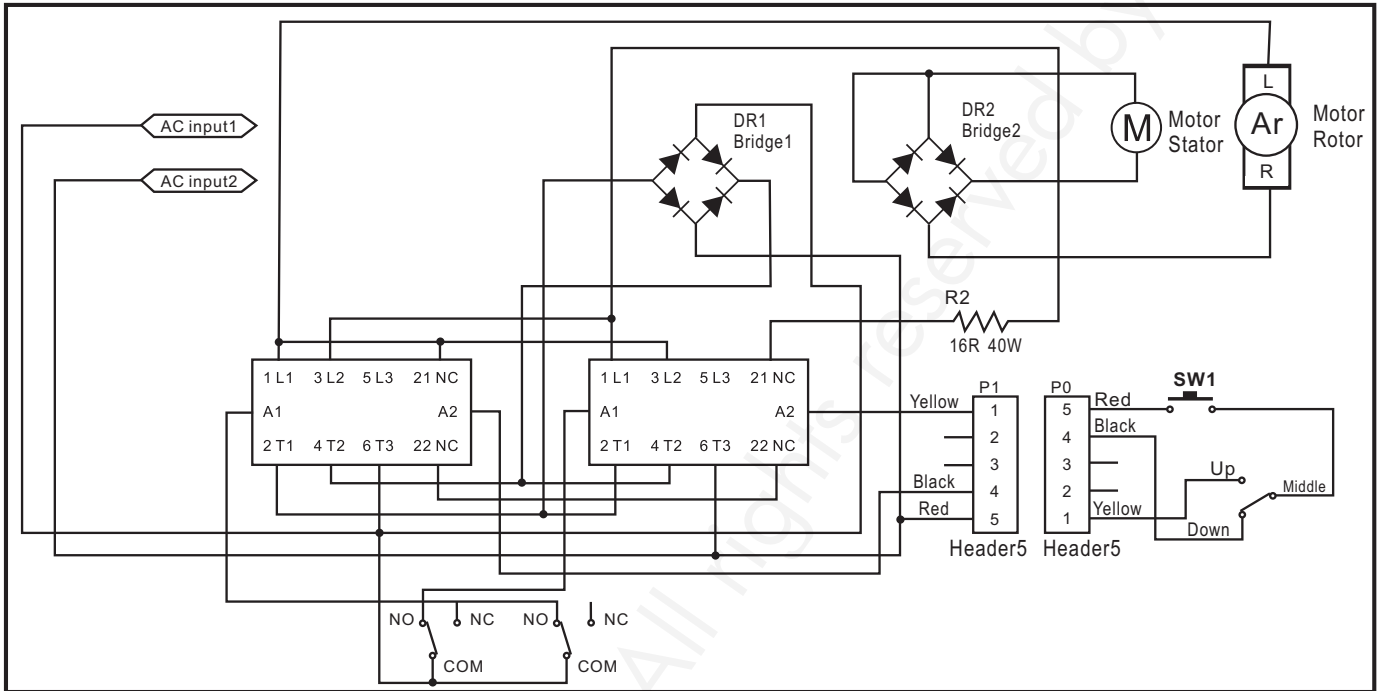 AC input1
AC input2
DR1
Bridge1
DR2
Bridge2
M
Motor
Stator
L
Ar
R
Motor
Rotor
R2
16R 40W
1 L1 3 L2 5 L3 21 NC
A1 A2
2 T1 4 T2 6 T3 22 NC
1 L1 3 L2 5 L3 21 NC
A1 A2
2 T1 4 T2 6 T3 22 NC
Yellow
Black
Red
P1
1
2
3
4
5
Header5
P0
5
4
3
2
1
Header5
Red
Black
Yellow
SW1
Up
Middle
Down
NO NC
COM
NO NC
COM
All rights reserved by